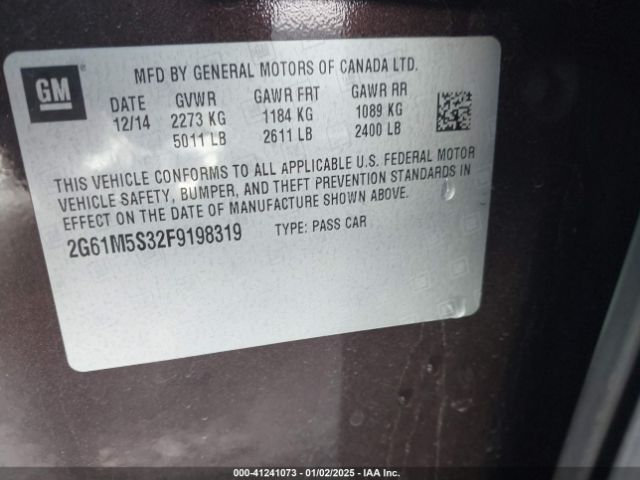 GM
MFD BY GENERAL MOTORS OF CANADA LTD.
DATE GVWR GAWR FRT GAWR RR
12/14 2273 KG 1184 KG 1089 KG
5011 LB 2611 LB 2400 LB
THIS VEHICLE CONFORMS TO ALL APPLICABLE U.S. FEDERAL MOTOR
VEHICLE SAFETY, BUMPER, AND THEFT PREVENTION STANDARDS IN
EFFECT ON THE DATE OF MANUFACTURE SHOWN ABOVE.
2G61M5S32F9198319 TYPE: PASS CAR
000-41241073 — 01/02/2025 — IAA Inc.